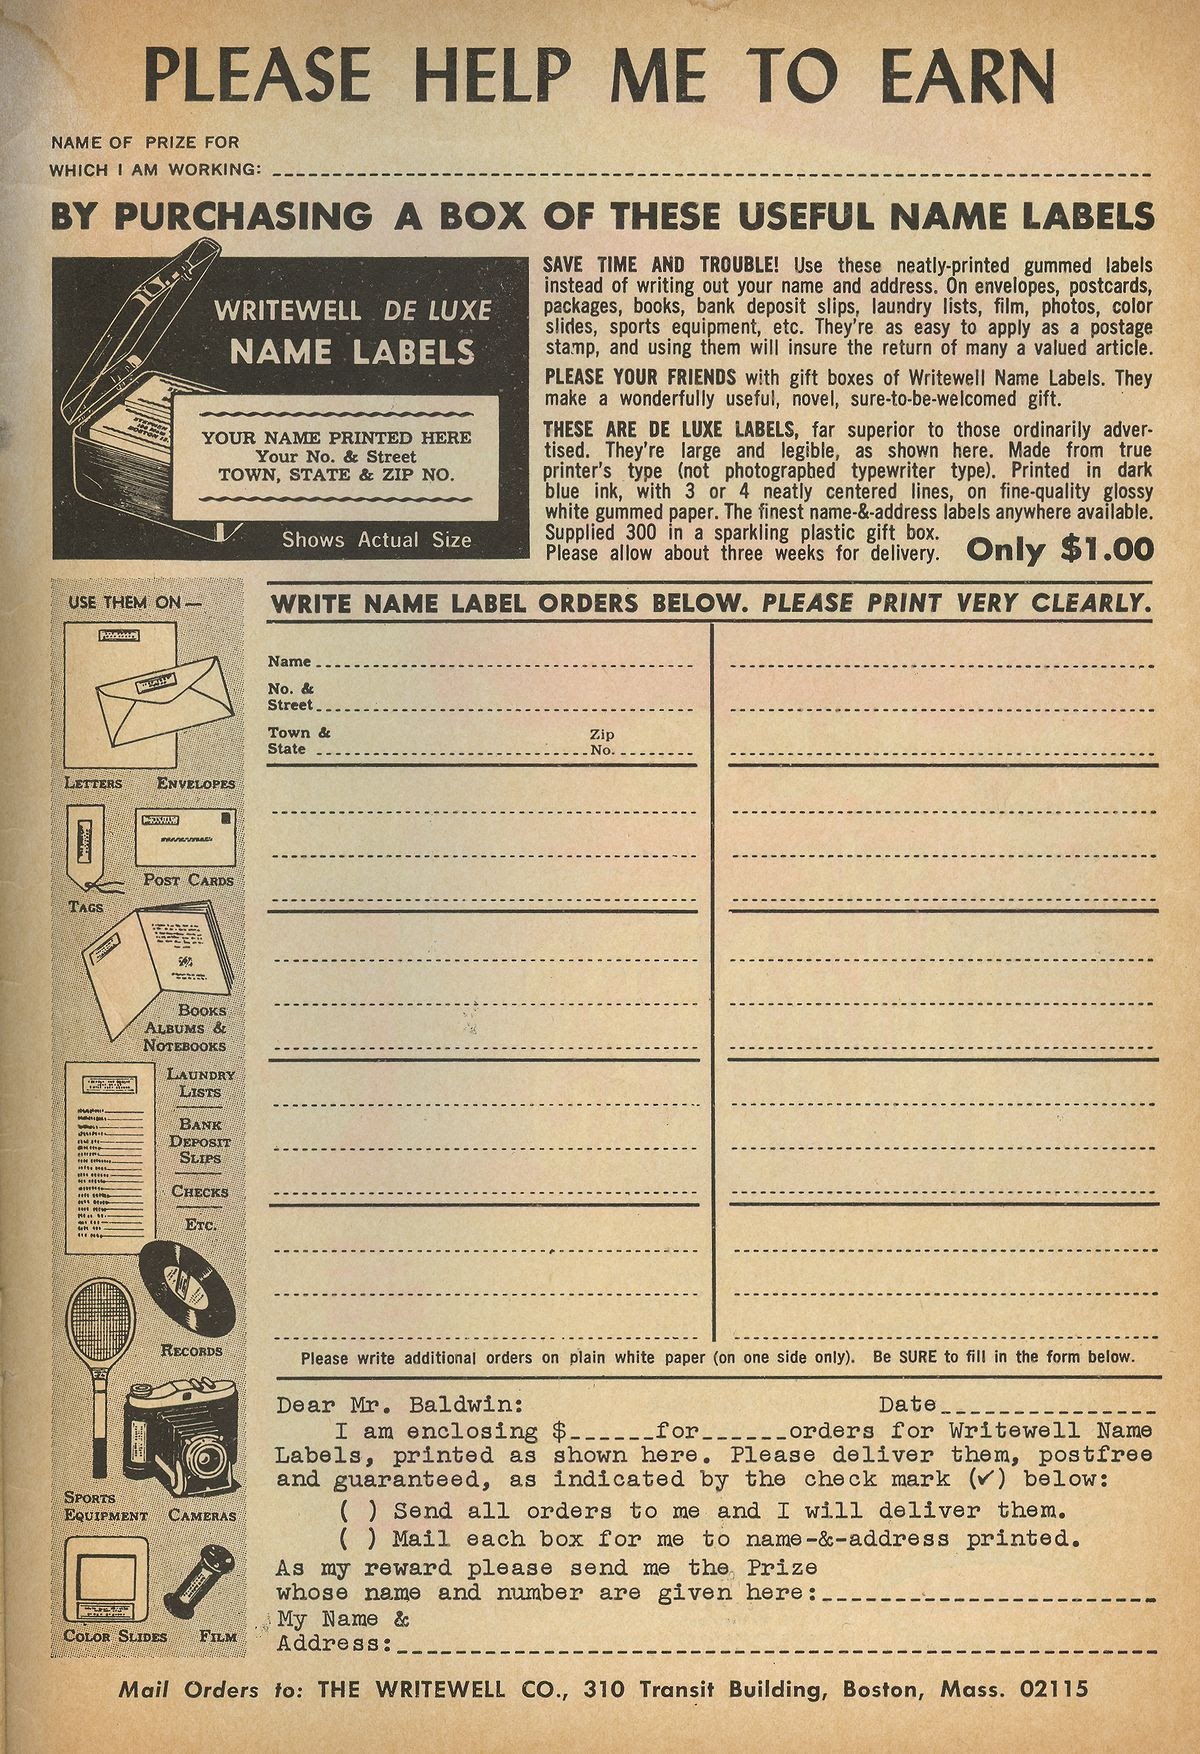 PLEASE HELP ME TO EARN
NAME OF PRIZE FOR
WHICH I AM WORKING:
BY PURCHASING A BOX OF THESE USEFUL NAME LABELS
WRITEWELL DE LUXE
NAME LABELS
YOUR NAME PRINTED HERE
Your No. & Street
TOWN, STATE & ZIP NO.
Shows Actual Size
SAVE TIME AND TROUBLE! Use these neatly-printed gummed labels
instead of writing out your name and address. On envelopes, postcards,
packages, books, bank deposit slips, laundry lists, film, photos, color
slides, sports equipment, etc. They're as easy to apply as a postage
stamp, and using them will insure the return of many a valued article.
PLEASE YOUR FRIENDS with gift boxes of Writewell Name Labels. They
make a wonderfully useful, novel, sure-to-be-welcomed gift.
THESE ARE DE LUXE LABELS, far superior to those ordinarily adver-
tised. They're large and legible, as shown here. Made from true
printer's type (not photographed typewriter type). Printed in dark
blue ink, with 3 or 4 neatly centered lines, on fine-quality glossy
white gummed paper. The finest name-&-address labels anywhere available.
Supplied 300 in a sparkling plastic gift box.
Please allow about three weeks for delivery. Only $1.00
USE THEM ON—
LETTERS ENVELOPES
POST CARDS
TAGS
BOOKS
ALBUMS &
NOTEBOOKS
LAUNDRY
LISTS
BANK
DEPOSIT
SLIPS
CHECKS
ETC.
RECORDS
SPORTS
EQUIPMENT CAMERAS
COLOR SLIDES FILM
WRITE NAME LABEL ORDERS BELOW. PLEASE PRINT VERY CLEARLY.
Name
No. &
Street
Town & Zip
State No.
Please write additional orders on plain white paper (on one side only). Be SURE to fill in the form below.
Dear Mr. Baldwin: Date
I am enclosing $______for______orders for Writewell Name
Labels, printed as shown here. Please deliver them, postfree
and guaranteed, as indicated by the check mark (✓) below:
( ) Send all orders to me and I will deliver them.
( ) Mail each box for me to name-&-address printed.
As my reward please send me the Prize
whose name and number are given here:
My Name &
Address:
Mail Orders to: THE WRITEWELL CO., 310 Transit Building, Boston, Mass. 02115